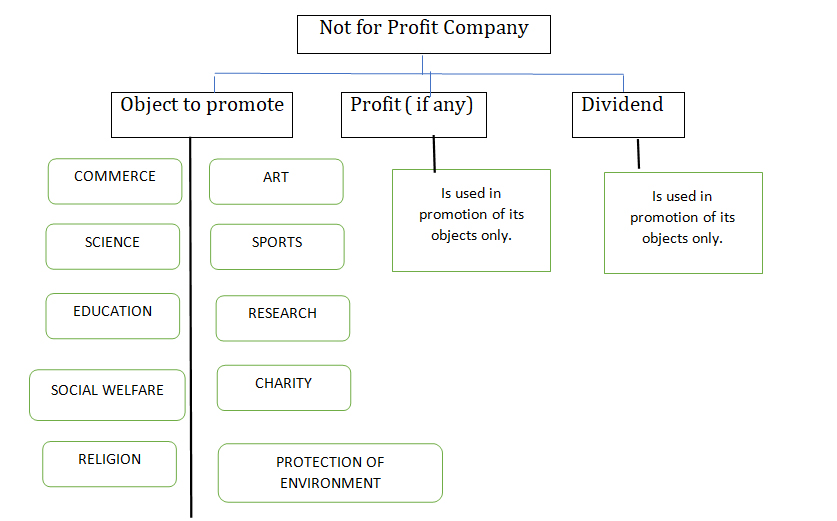 Not for Profit Company
Object to promote
Profit ( if any)
Dividend
COMMERCE
ART
SCIENCE
SPORTS
EDUCATION
RESEARCH
SOCIAL WELFARE
CHARITY
RELIGION
PROTECTION OF
ENVIRONMENT
Is used in
promotion of its
objects only.
Is used in
promotion of its
objects only.